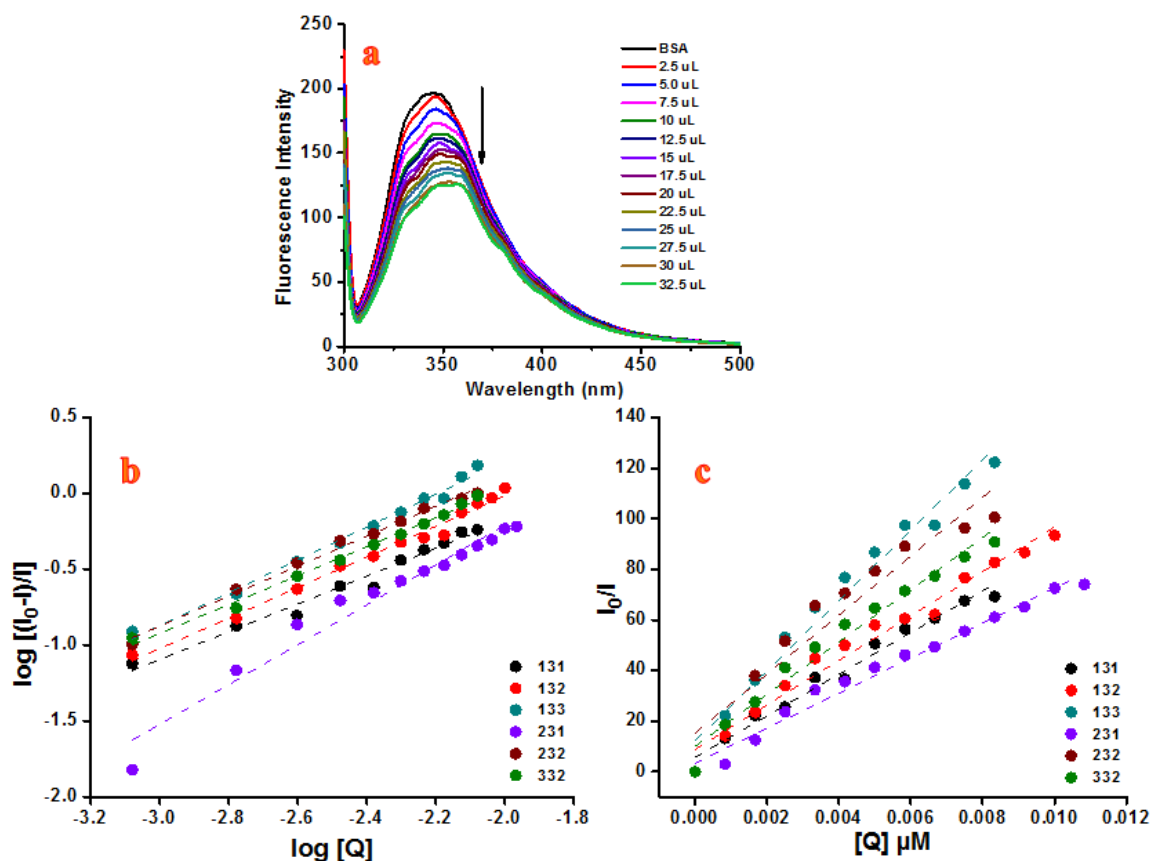 a
250
200
150
100
50
0
Fluorescence Intensity
300 350 400 450 500
Wavelength (nm)
BSA
2.5 uL
5.0 uL
7.5 uL
10 uL
12.5 uL
15 uL
17.5 uL
20 uL
22.5 uL
25 uL
27.5 uL
30 uL
32.5 uL
b
0.5
0.0
-0.5
-1.0
-1.5
-2.0
log [(I₀-I)/I]
-3.2 -3.0 -2.8 -2.6 -2.4 -2.2 -2.0 -1.8
log [Q]
131
132
133
231
232
332
c
140
120
100
80
60
40
20
0
I₀/I
0.000 0.002 0.004 0.006 0.008 0.010 0.012
[Q] µM
131
132
133
231
232
332